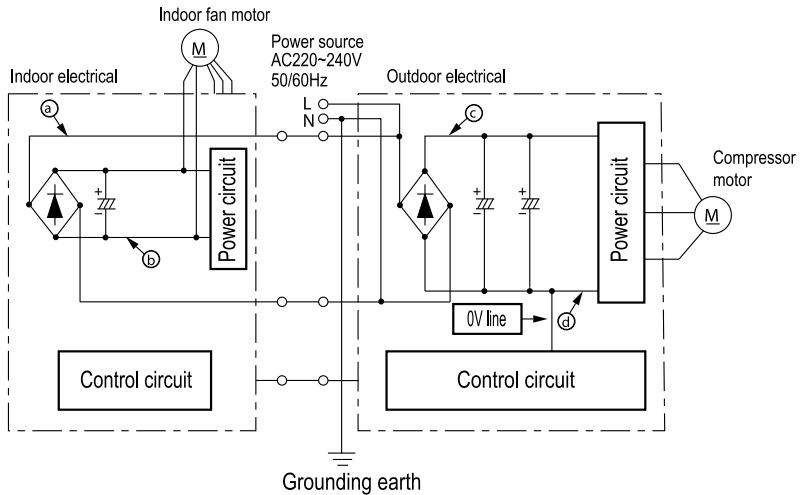 Indoor fan motor
M
Power source
AC220~240V
50/60Hz
Indoor electrical
Outdoor electrical
a
L
N
c
Compressor
motor
+
−
Power circuit
+
−
+
−
Power circuit
M
b
0V line
d
Control circuit
Control circuit
Grounding earth